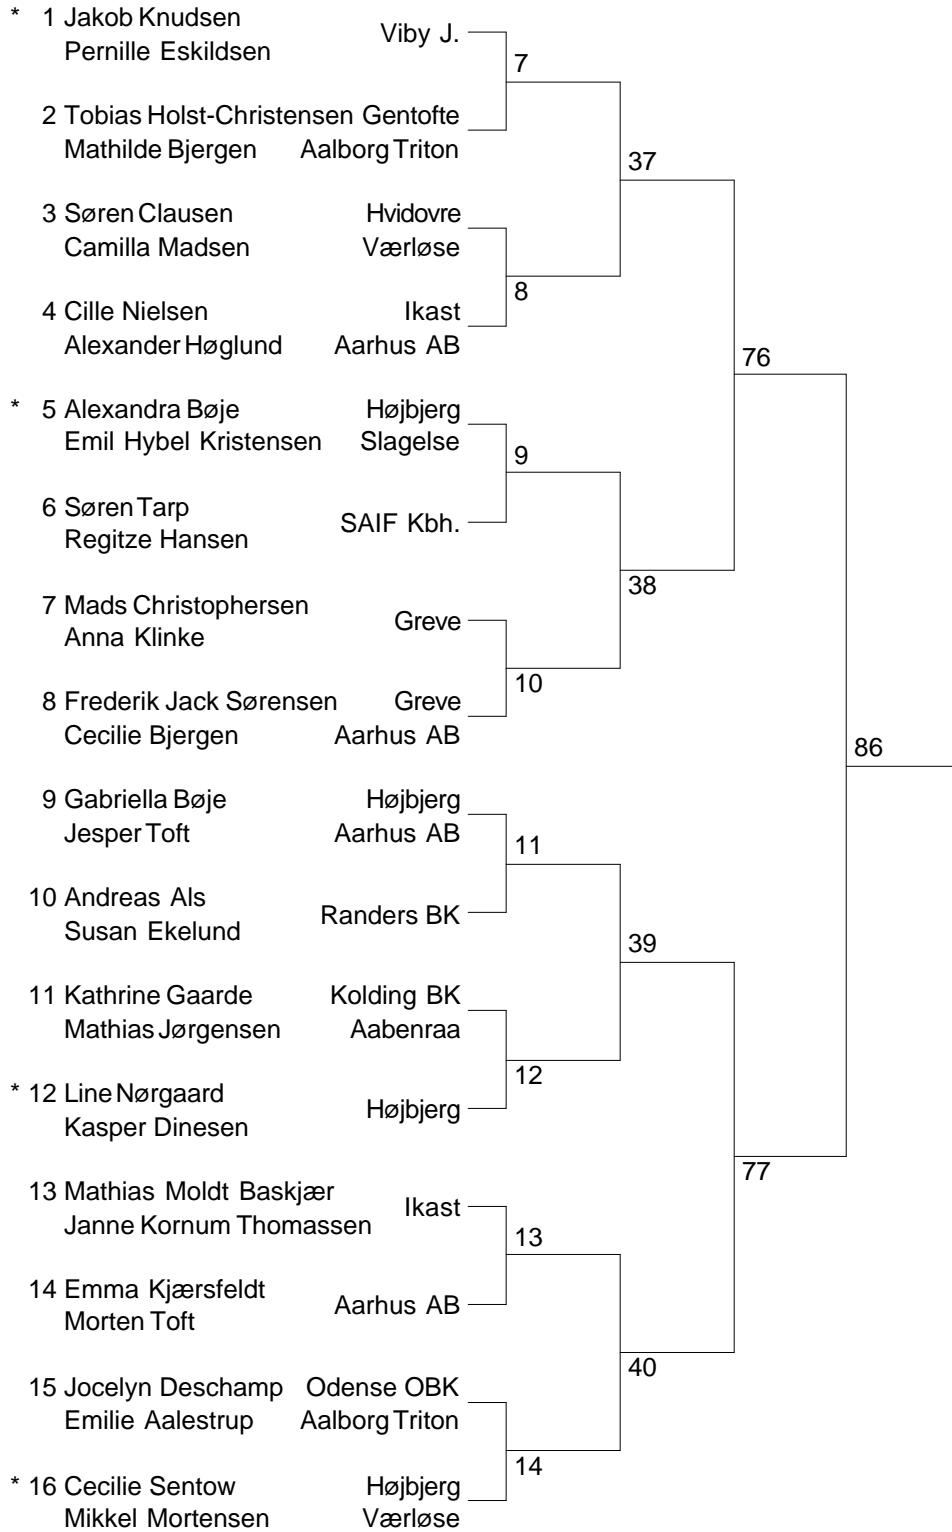 * 1 Jakob Knudsen Viby J.
Pernille Eskildsen
7
2 Tobias Holst-Christensen Gentofte
Mathilde Bjergen Aalborg Triton
37
3 Søren Clausen Hvidovre
Camilla Madsen Værløse
8
4 Cille Nielsen Ikast
Alexander Høglund Aarhus AB
76
* 5 Alexandra Bøje Højbjerg
Emil Hybel Kristensen Slagelse
9
6 Søren Tarp SAIF Kbh.
Regitze Hansen
38
7 Mads Christophersen Greve
Anna Klinke
10
8 Frederik Jack Sørensen Greve
Cecilie Bjergen Aarhus AB
86
9 Gabriella Bøje Højbjerg
Jesper Toft Aarhus AB
11
10 Andreas Als Randers BK
Susan Ekelund
39
11 Kathrine Gaarde Kolding BK
Mathias Jørgensen Aabenraa
12
* 12 Line Nørgaard Højbjerg
Kasper Dinesen
77
13 Mathias Moldt Baskjær Ikast
Janne Kornum Thomassen
13
14 Emma Kjærsfeldt Aarhus AB
Morten Toft
40
15 Jocelyn Deschamp Odense OBK
Emilie Aalestrup Aalborg Triton
14
* 16 Cecilie Sentow Højbjerg
Mikkel Mortensen Værløse